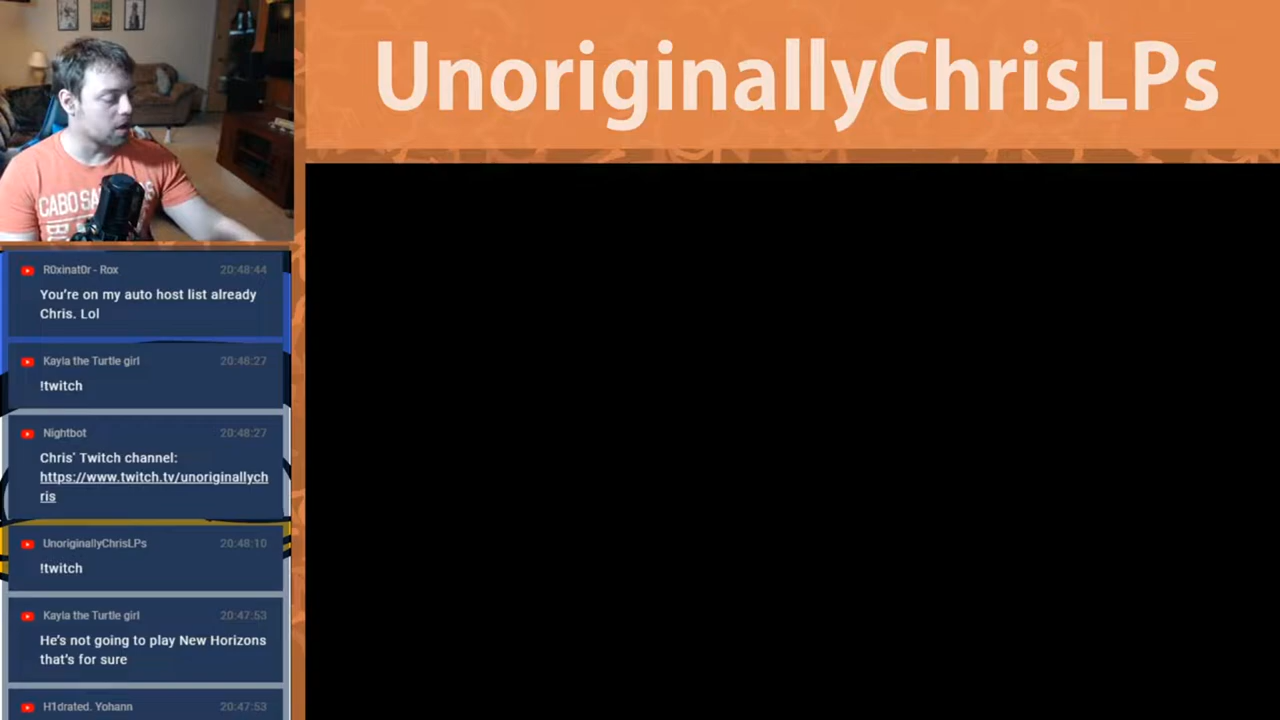 UnoriginallyChrisLPs
CABO SA
R0xinat0r - Rox 20:48:44
You're on my auto host list already
Chris. Lol
Kayla the Turtle girl 20:48:27
!twitch
Nightbot 20:48:27
Chris' Twitch channel:
https://www.twitch.tv/unoriginallych
ris
UnoriginallyChrisLPs 20:48:10
!twitch
Kayla the Turtle girl 20:47:53
He's not going to play New Horizons
that's for sure
H1drated. Yohann 20:47:53